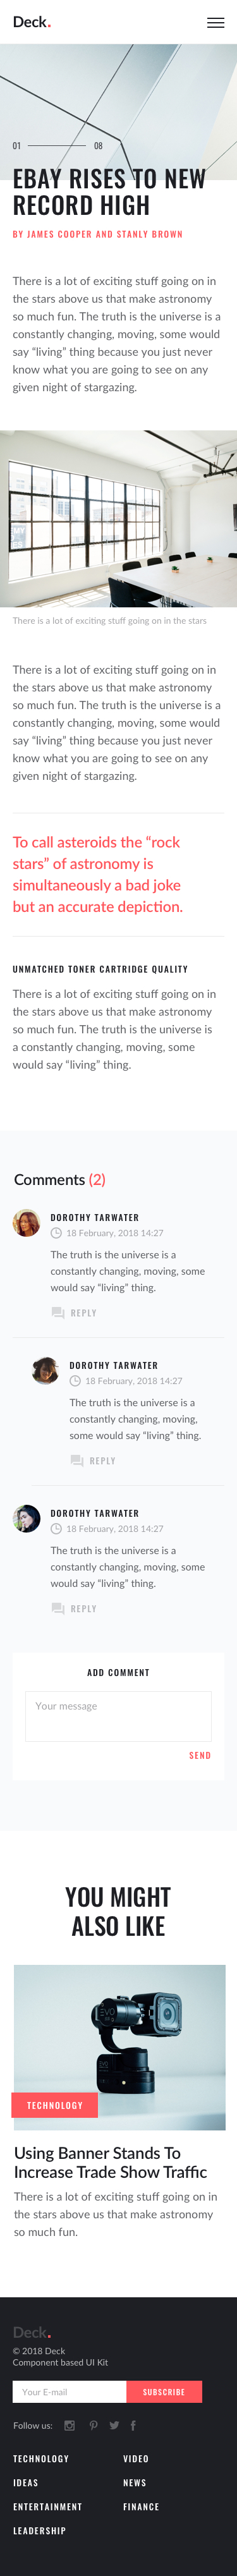 Deck.
01 08
EBAY RISES TO NEW
RECORD HIGH
BY JAMES COOPER AND STANLY BROWN
There is a lot of exciting stuff going on in
the stars above us that make astronomy
so much fun. The truth is the universe is a
constantly changing, moving, some would
say “living” thing because you just never
know what you are going to see on any
given night of stargazing.
There is a lot of exciting stuff going on in the stars
There is a lot of exciting stuff going on in
the stars above us that make astronomy
so much fun. The truth is the universe is a
constantly changing, moving, some would
say “living” thing because you just never
know what you are going to see on any
given night of stargazing.
To call asteroids the “rock
stars” of astronomy is
simultaneously a bad joke
but an accurate depiction.
UNMATCHED TONER CARTRIDGE QUALITY
There is a lot of exciting stuff going on in
the stars above us that make astronomy
so much fun. The truth is the universe is
a constantly changing, moving, some
would say “living” thing.
Comments (2)
DOROTHY TARWATER
18 February, 2018 14:27
The truth is the universe is a
constantly changing, moving, some
would say “living” thing.
REPLY
DOROTHY TARWATER
18 February, 2018 14:27
The truth is the universe is a
constantly changing, moving,
some would say “living” thing.
REPLY
DOROTHY TARWATER
18 February, 2018 14:27
The truth is the universe is a
constantly changing, moving, some
would say “living” thing.
REPLY
ADD COMMENT
Your message
SEND
YOU MIGHT
ALSO LIKE
TECHNOLOGY
Using Banner Stands To
Increase Trade Show Traffic
There is a lot of exciting stuff going on in
the stars above us that make astronomy
so much fun.
Deck.
© 2018 Deck
Component based UI Kit
Your E-mail SUBSCRIBE
Follow us:
TECHNOLOGY VIDEO
IDEAS NEWS
ENTERTAINMENT FINANCE
LEADERSHIP